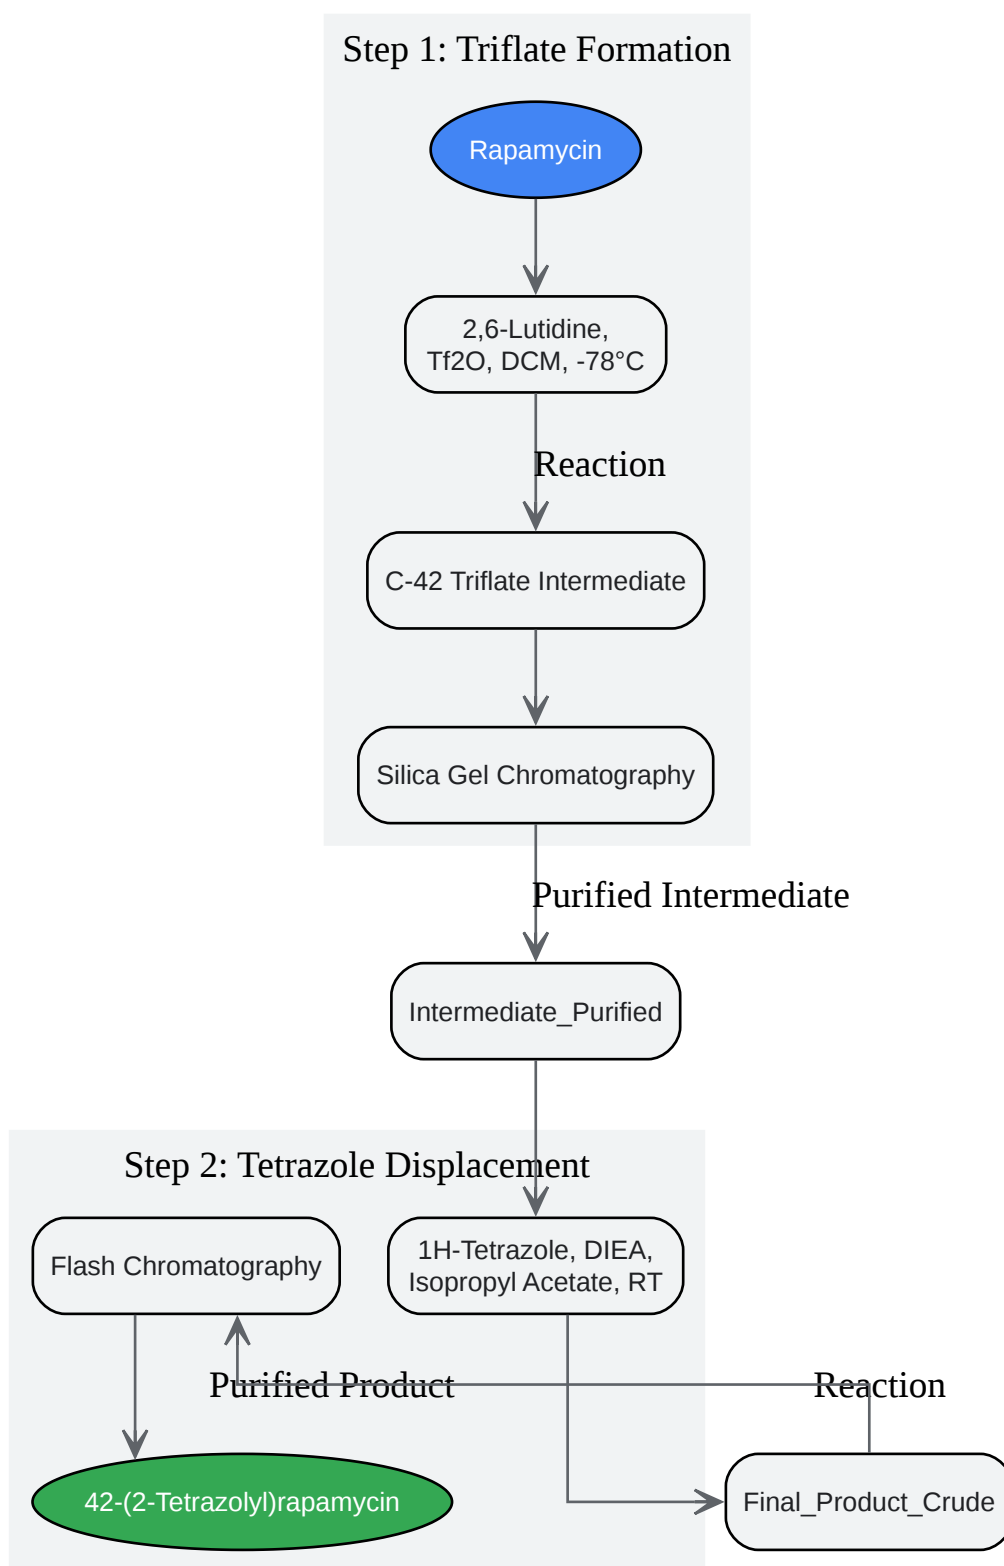 Step 1: Triflate Formation
Rapamycin
2,6-Lutidine,
Tf2O, DCM, -78°C
Reaction
C-42 Triflate Intermediate
Silica Gel Chromatography
Purified Intermediate
Intermediate_Purified
Step 2: Tetrazole Displacement
Flash Chromatography
1H-Tetrazole, DIEA,
Isopropyl Acetate, RT
Purified Product
Reaction
42-(2-Tetrazolyl)rapamycin
Final_Product_Crude